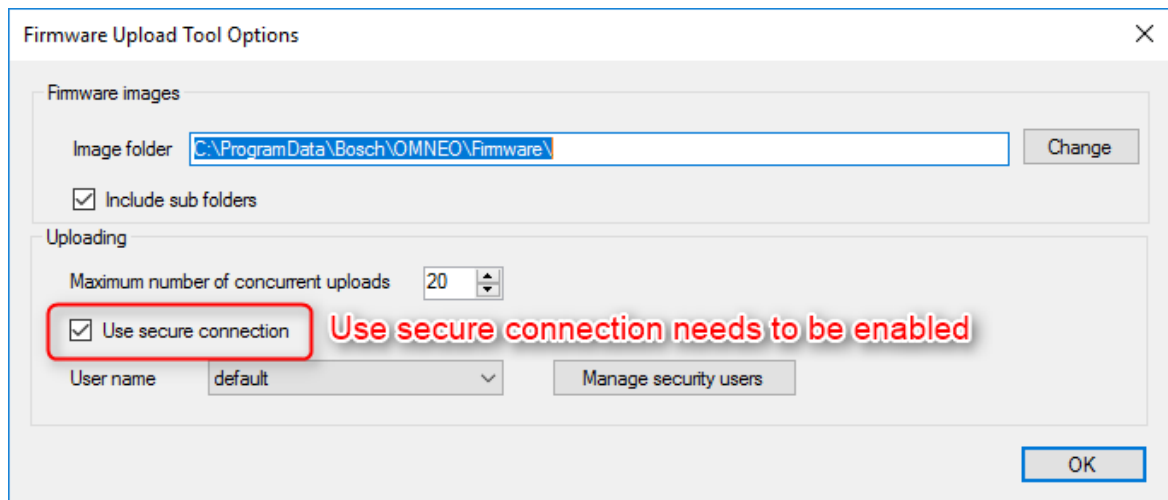 Firmware Upload Tool Options
Firmware images
Image folder C:\ProgramData\Bosch\OMNEO\Firmware\ Change
Include sub folders
Uploading
Maximum number of concurrent uploads 20
Use secure connection Use secure connection needs to be enabled
User name default Manage security users
OK